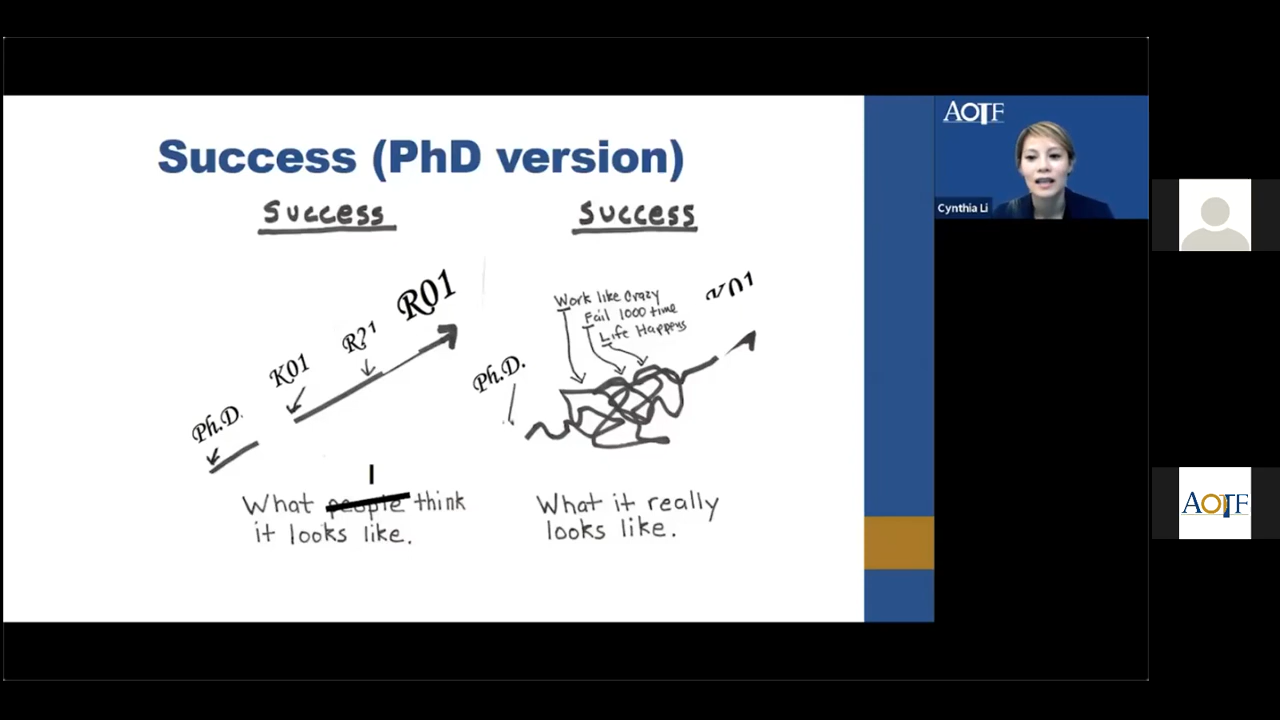 Success (PhD version)
Success
Ph.D.
K01
R?¹
R01
What people think
I
it looks like.
Success
Work like crazy
Fail 1000 time
Life Happens
Ph.D.
What it really
looks like.
AOTF
Cynthia Li
AOTF